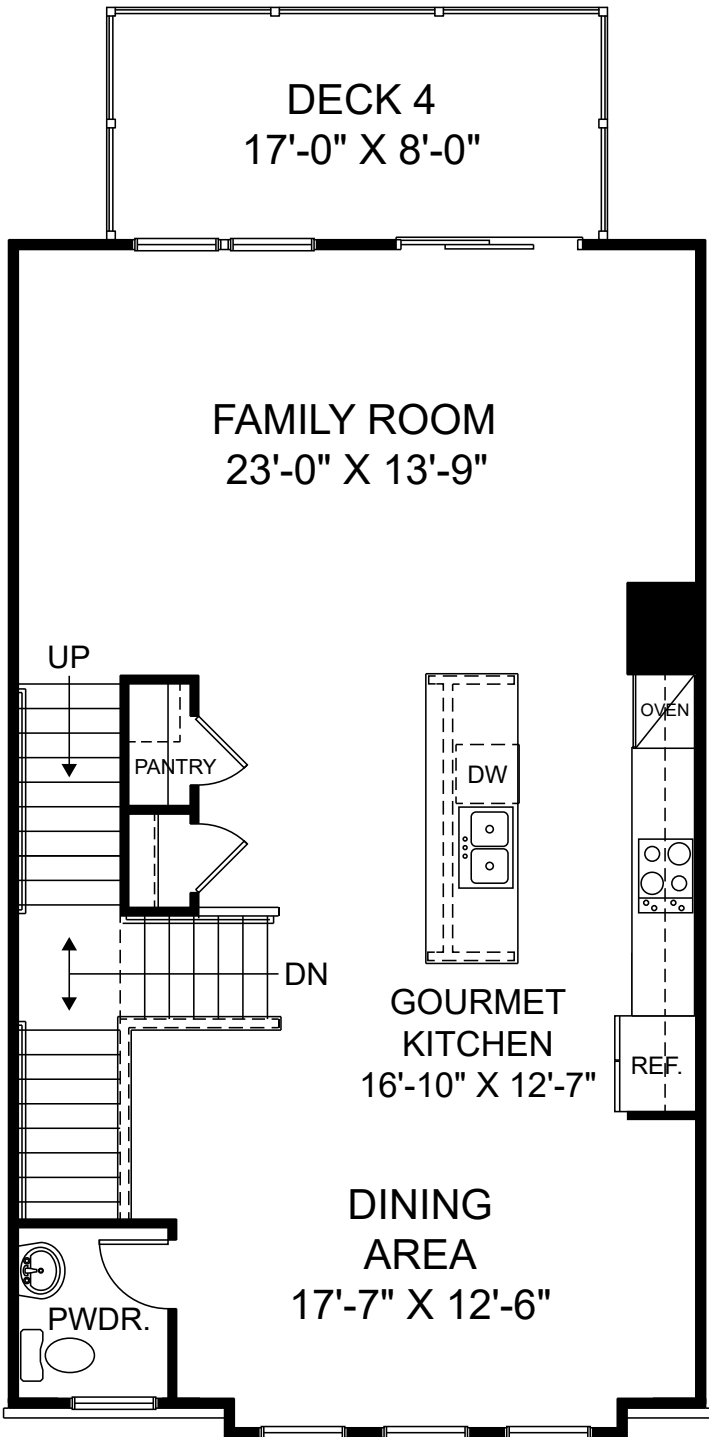 DECK 4
17'-0" X 8'-0"
FAMILY ROOM
23'-0" X 13'-9"
UP
PANTRY
OVEN
DW
DN
GOURMET
KITCHEN
16'-10" X 12'-7"
REF.
DINING
AREA
17'-7" X 12'-6"
PWDR.